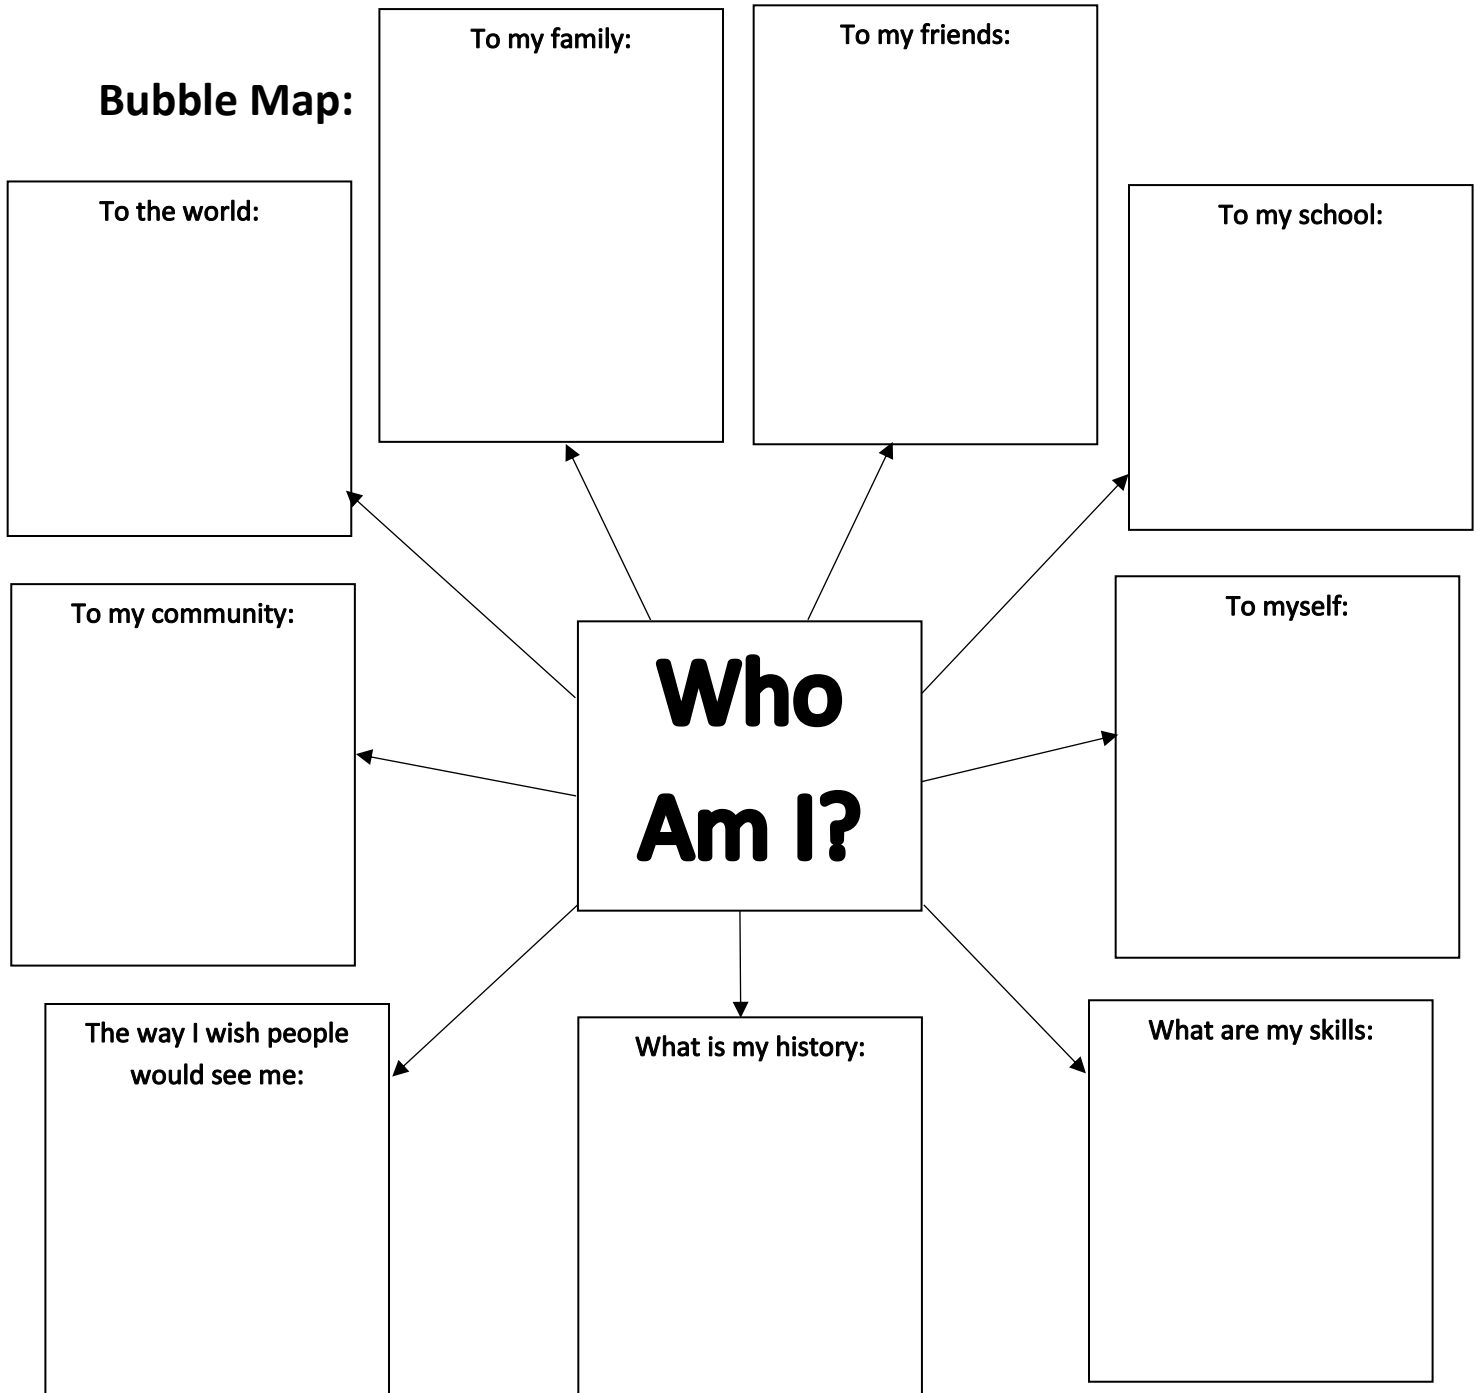 Bubble Map:
To my family:
To my friends:
To the world:
To my school:
To my community:
To myself:
Who
Am I?
The way I wish people
would see me:
What is my history:
What are my skills: